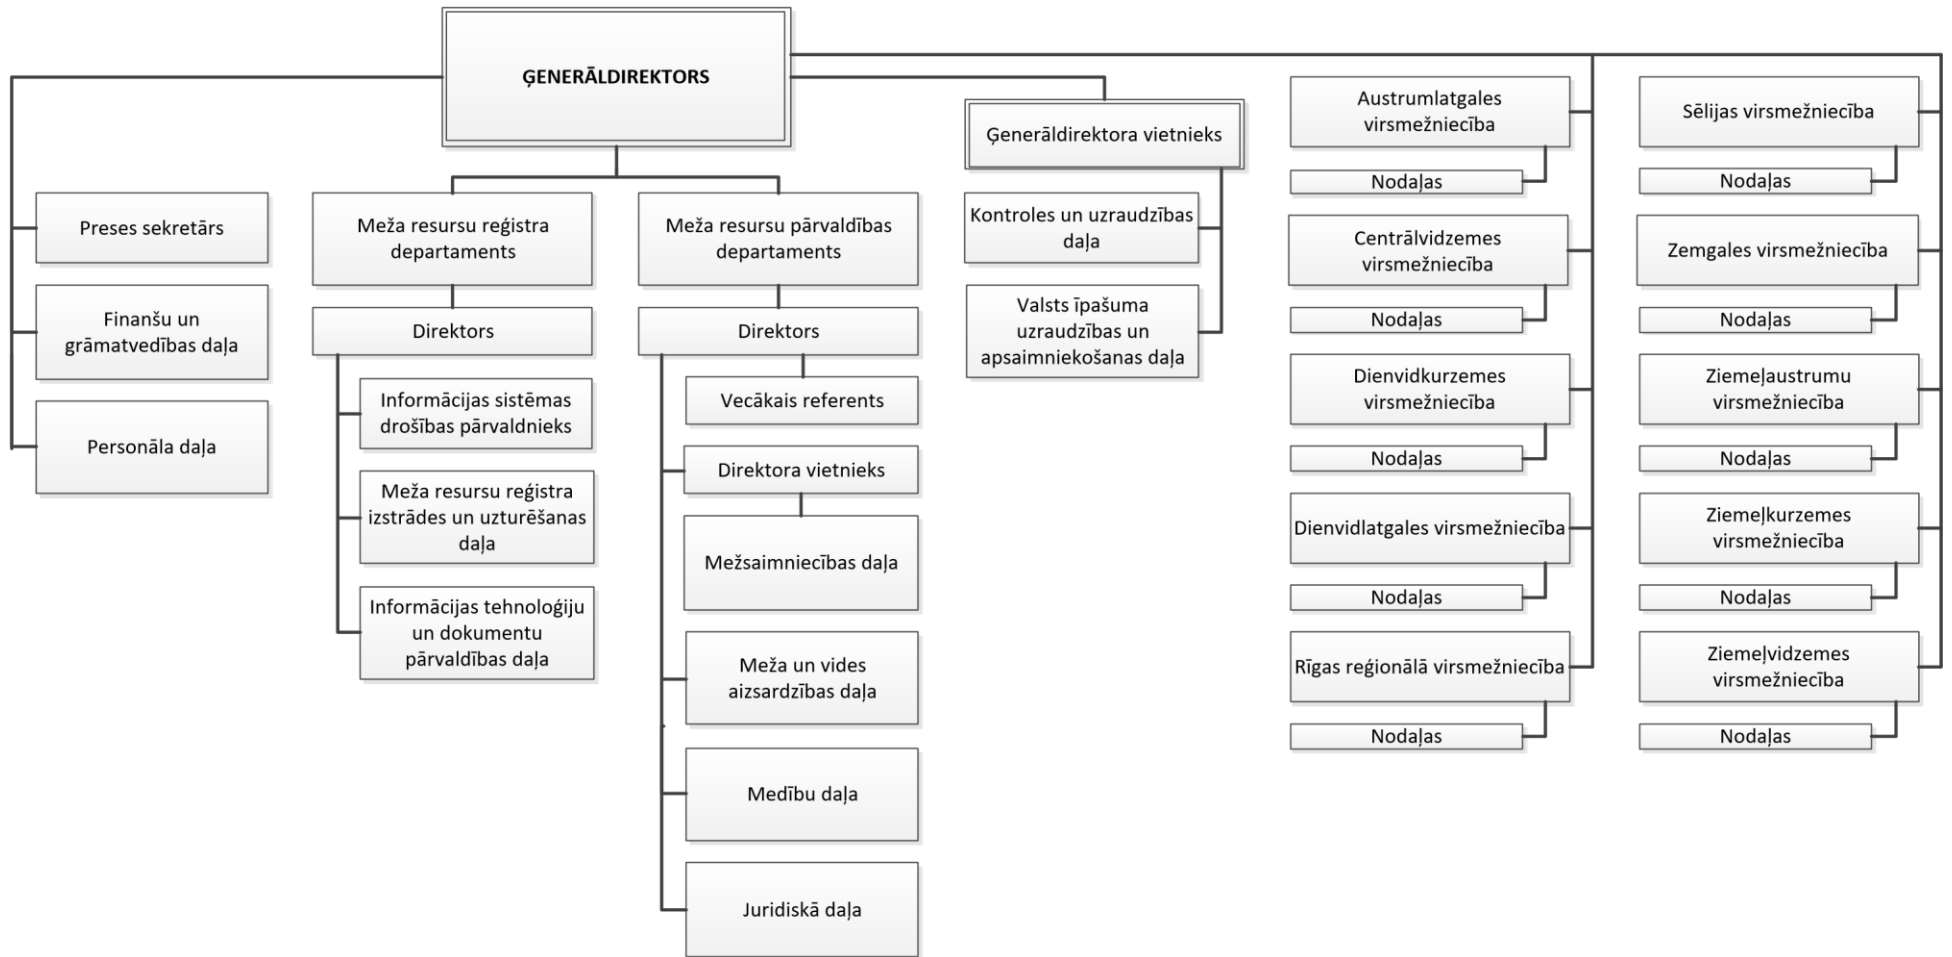 ĢENERĀLDIREKTORS
Preses sekretārs
Finanšu un
grāmatvedības daļa
Personāla daļa
Meža resursu reģistra
departaments
Direktors
Informācijas sistēmas
drošības pārvaldnieks
Meža resursu reģistra
izstrādes un uzturēšanas
daļa
Informācijas tehnoloģiju
un dokumentu
pārvaldības daļa
Meža resursu pārvaldības
departaments
Direktors
Vecākais referents
Direktora vietnieks
Mežsaimniecības daļa
Meža un vides
aizsardzības daļa
Medību daļa
Juridiskā daļa
Ģenerāldirektora vietnieks
Kontroles un uzraudzības
daļa
Valsts īpašuma
uzraudzības un
apsaimniekošanas daļa
Austrumlatgales
virsmežniecība
Nodaļas
Centrālvidzemes
virsmežniecība
Nodaļas
Dienvidkurzemes
virsmežniecība
Nodaļas
Dienvidlatgales virsmežniecība
Nodaļas
Rīgas reģionālā virsmežniecība
Nodaļas
Sēlijas virsmežniecība
Nodaļas
Zemgales virsmežniecība
Nodaļas
Ziemeļaustrumu
virsmežniecība
Nodaļas
Ziemeļkurzemes
virsmežniecība
Nodaļas
Ziemeļvidzemes
virsmežniecība
Nodaļas